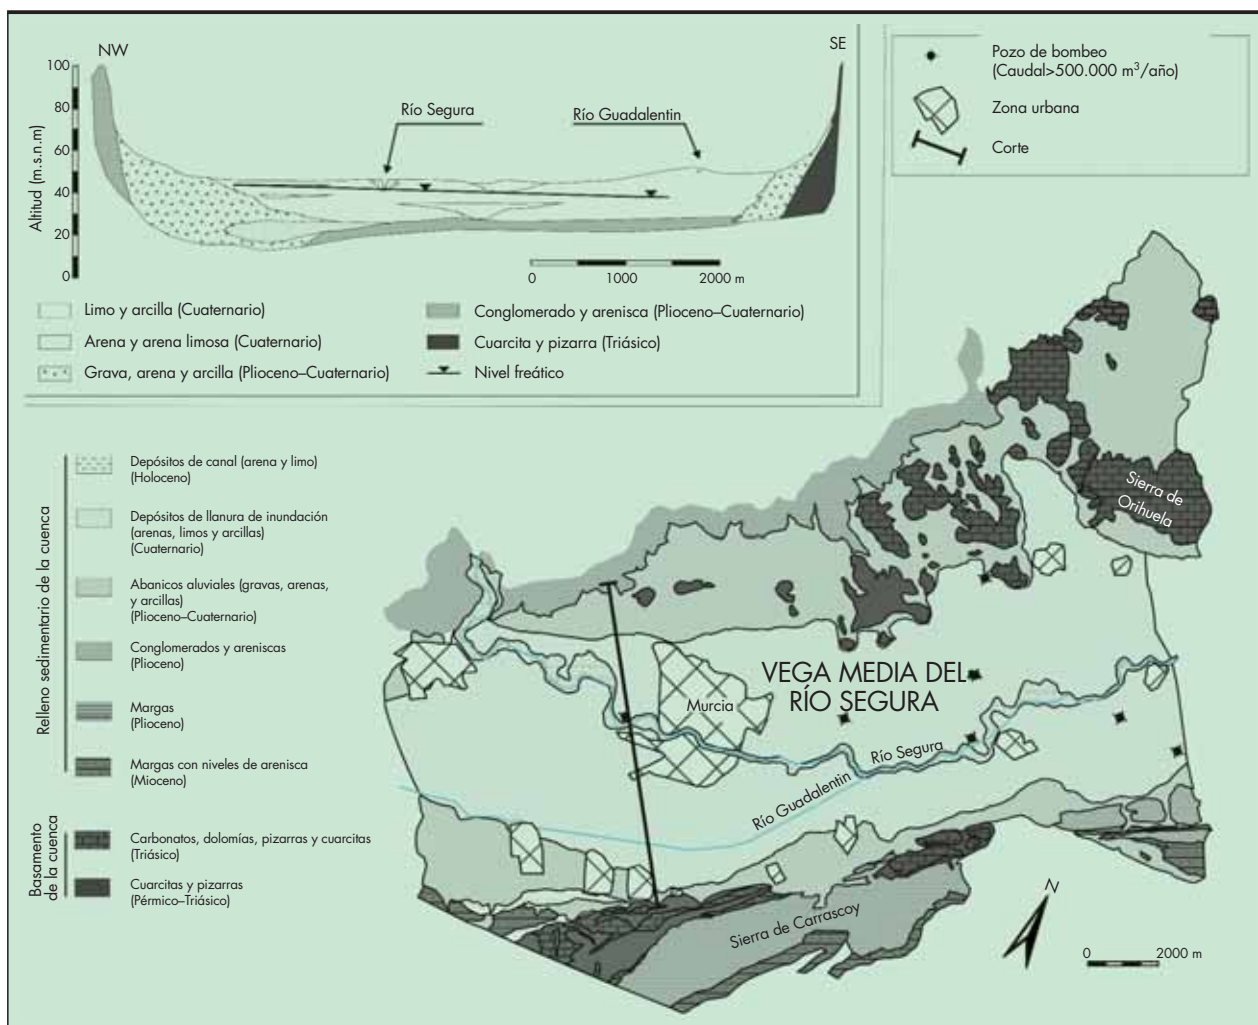 NW
SE
100
80
60
40
20
0
Altitud (m.s.n.m)
Río Segura
Río Guadalentin
0
1000
2000 m
Limo y arcilla (Cuaternario)
Arena y arena limosa (Cuaternario)
Grava, arena y arcilla (Plioceno–Cuaternario)
Conglomerado y arenisca (Plioceno–Cuaternario)
Cuarcita y pizarra (Triásico)
Nivel freático
Pozo de bombeo
(Caudal>500.000 m³/año)
Zona urbana
Corte
Relleno sedimentario de la cuenca
Depósitos de canal (arena y limo)
(Holoceno)
Depósitos de llanura de inundación
(arenas, limos y arcillas)
(Cuaternario)
Abanicos aluviales (gravas, arenas,
y arcillas)
(Plioceno–Cuaternario)
Conglomerados y areniscas
(Plioceno)
Margas
(Plioceno)
Margas con niveles de arenisca
(Mioceno)
Basamento
de la cuenca
Carbonatos, dolomías, pizarras y cuarcitas
(Triásico)
Cuarcitas y pizarras
(Pérmico–Triásico)
Sierra de
Orihuela
VEGA MEDIA DEL
RÍO SEGURA
Murcia
Río Segura
Río Guadalentin
Sierra de Carrascoy
N
0
2000 m